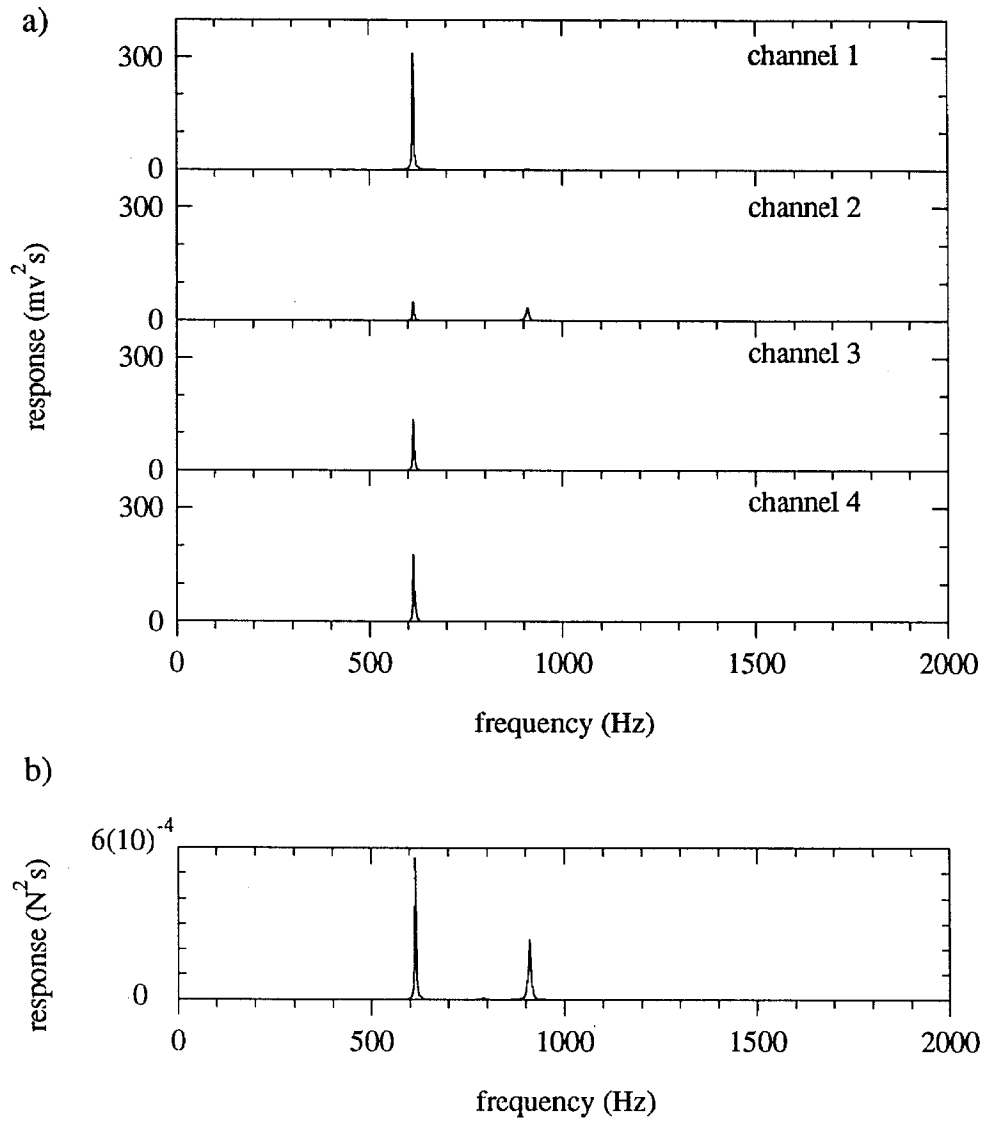 a)
channel 1
300
0
channel 2
300
0
channel 3
300
0
channel 4
300
0
response (mv²s)
0 500 1000 1500 2000
frequency (Hz)
b)
6(10)⁻⁴
0
response (N²s)
0 500 1000 1500 2000
frequency (Hz)